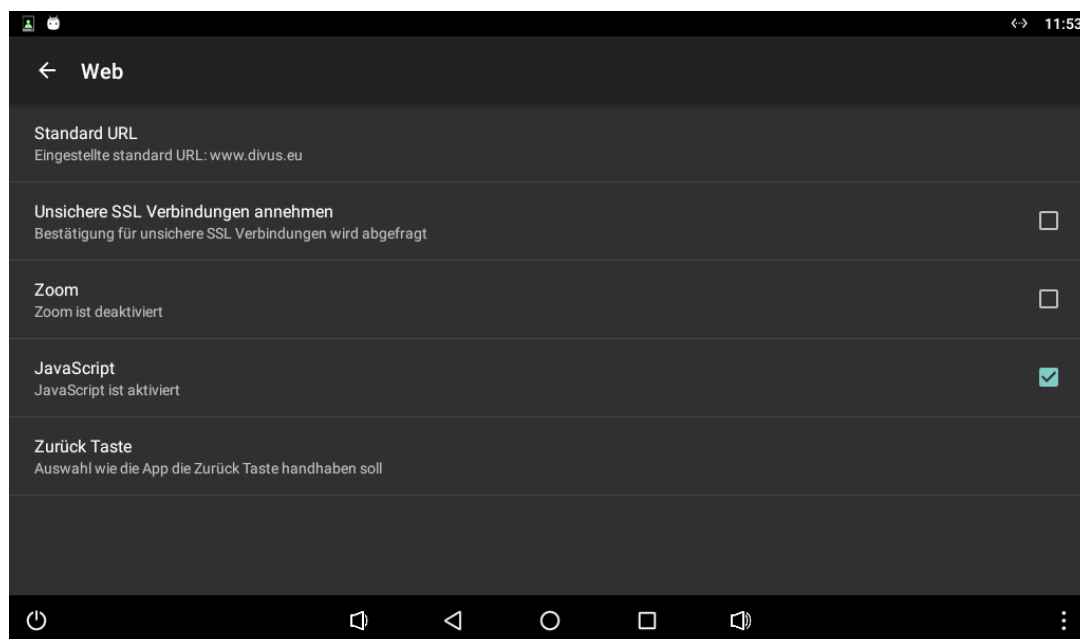 11:53
Web
Standard URL
Eingestellte standard URL: www.divus.eu
Unsichere SSL Verbindungen annehmen
Bestätigung für unsichere SSL Verbindungen wird abgefragt
Zoom
Zoom ist deaktiviert
JavaScript
JavaScript ist aktiviert
Zurück Taste
Auswahl wie die App die Zurück Taste handhaben soll